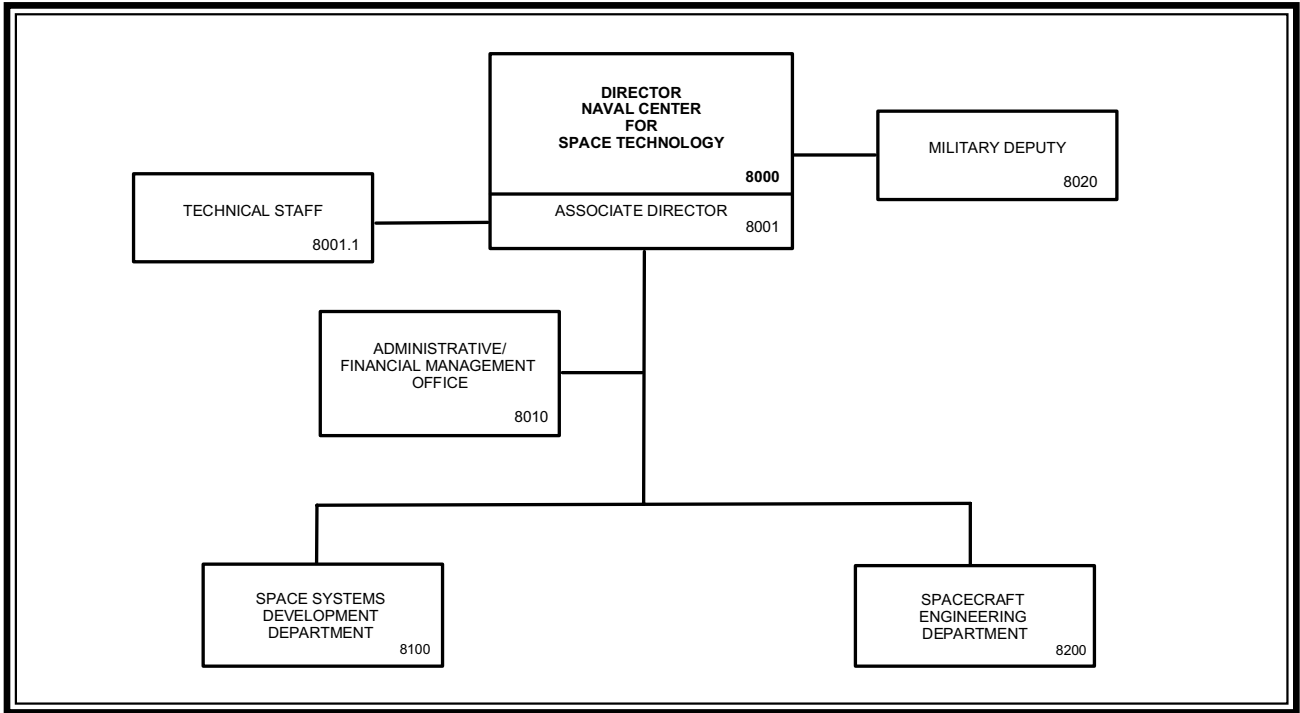 DIRECTOR
NAVAL CENTER
FOR
SPACE TECHNOLOGY
8000
ASSOCIATE DIRECTOR
8001
MILITARY DEPUTY
8020
TECHNICAL STAFF
8001.1
ADMINISTRATIVE/
FINANCIAL MANAGEMENT
OFFICE
8010
SPACE SYSTEMS
DEVELOPMENT
DEPARTMENT
8100
SPACECRAFT
ENGINEERING
DEPARTMENT
8200